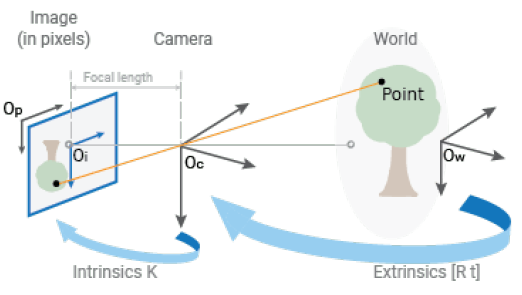 Image
(in pixels)
Camera
World
Focal length
Op
Point
Oi
Oc
Ow
Intrinsics K
Extrinsics [R t]